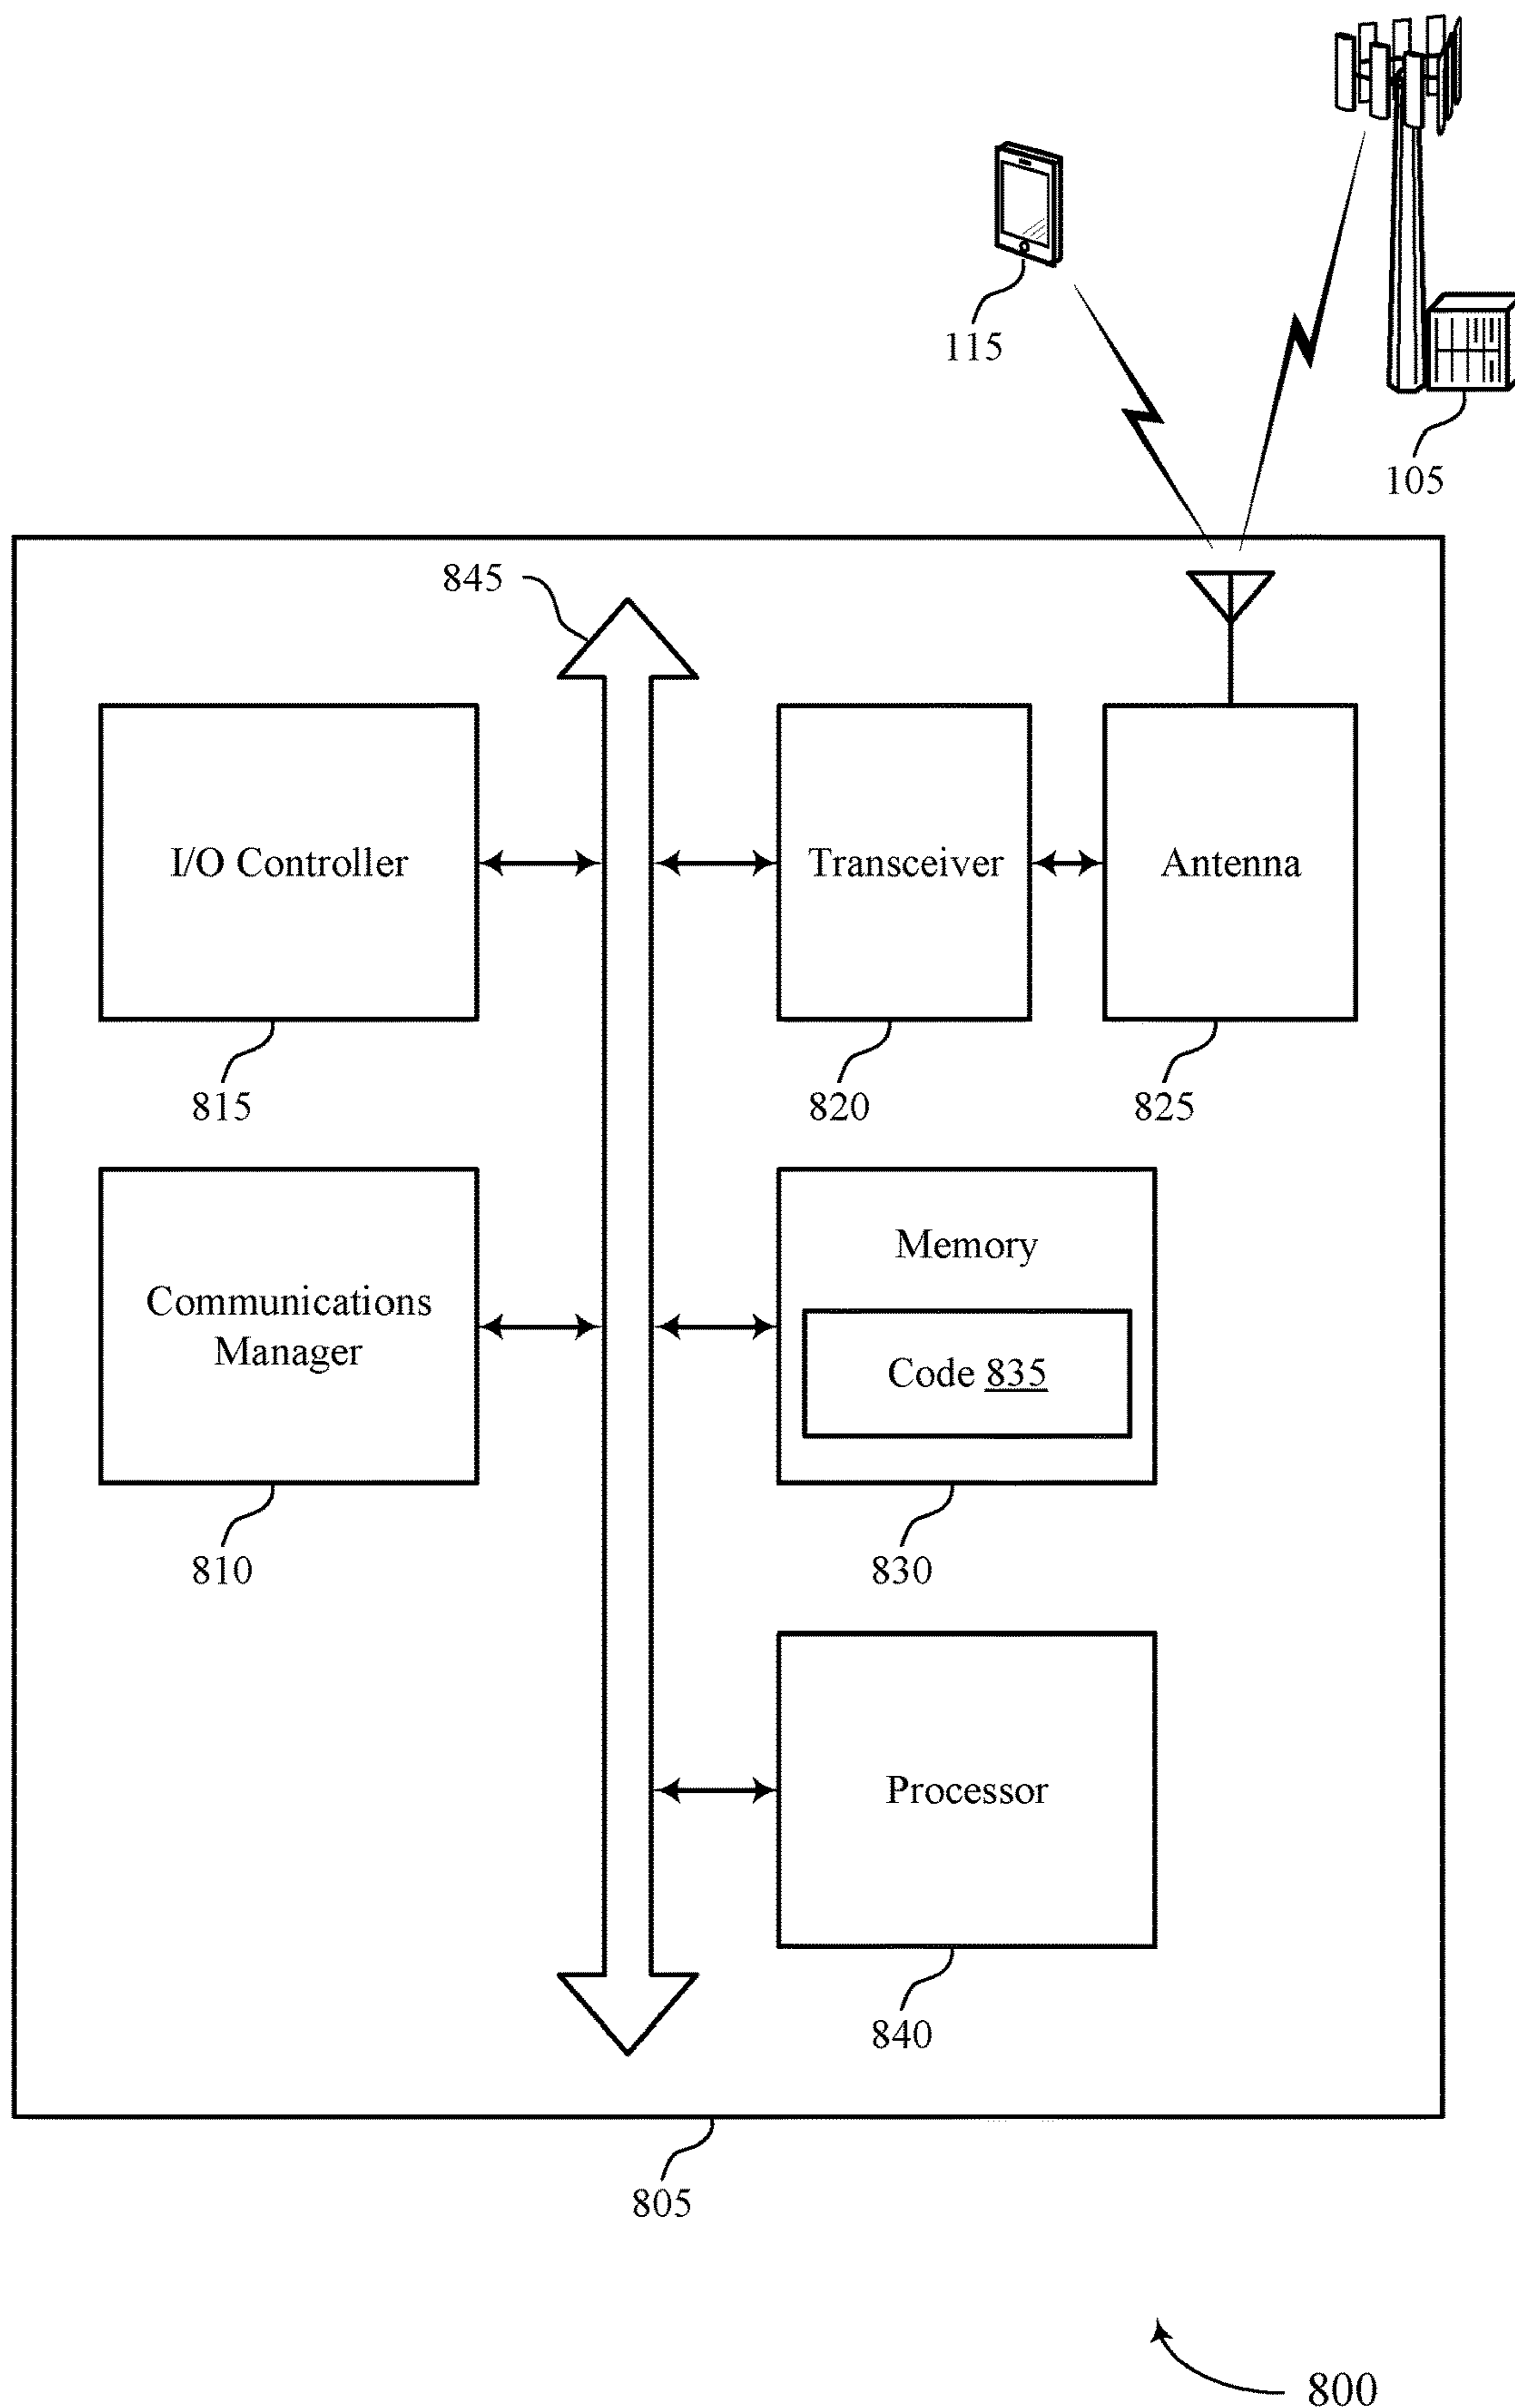 115
105
845
I/O Controller
Transceiver
Antenna
815
820
825
Communications
Manager
Memory
Code 835
810
830
Processor
840
805
800